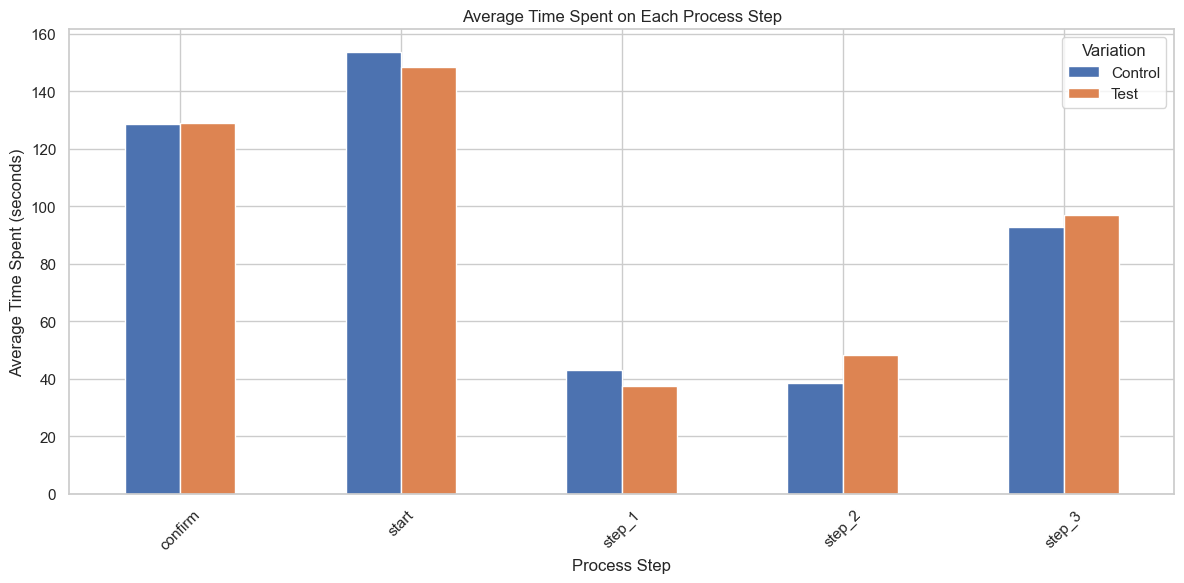 Average Time Spent on Each Process Step
Average Time Spent (seconds)
160
140
120
100
80
60
40
20
0
Variation
Control
Test
confirm
start
step_1
step_2
step_3
Process Step